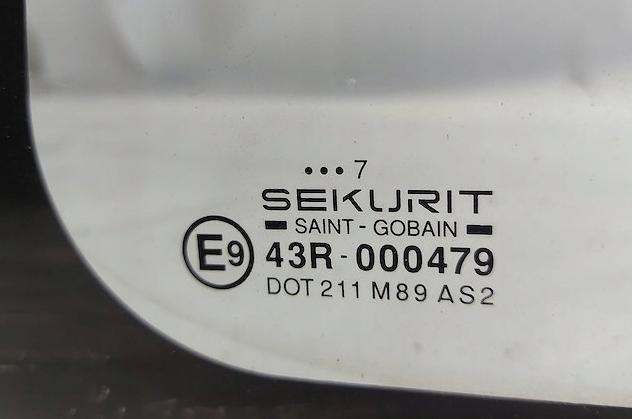 •••7
SEKURIT
SAINT-GOBAIN
E9 43R-000479
DOT 211 M89 AS2